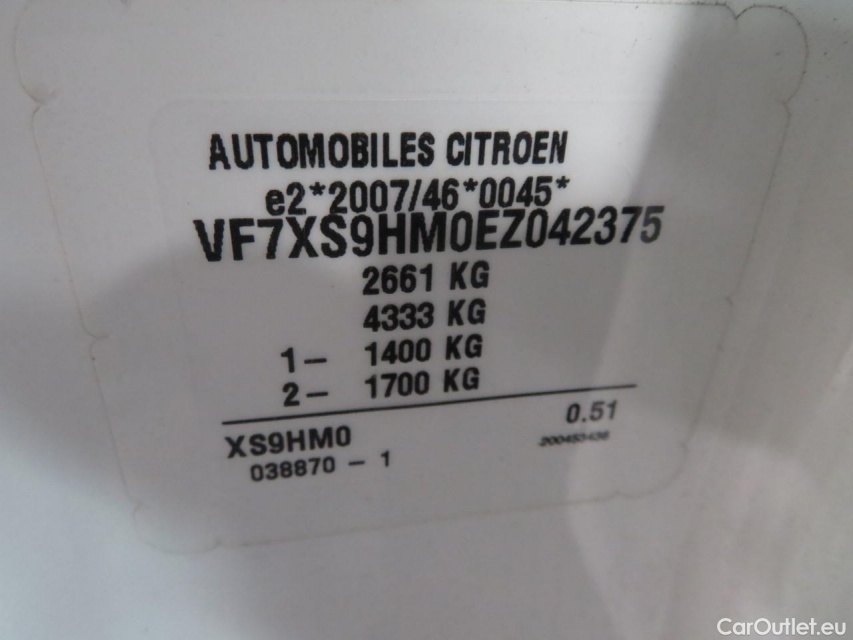 AUTOMOBILES CITROEN
e2*2007/46*0045*
VF7XS9HM0EZ042375
2661 KG
4333 KG
1- 1400 KG
2- 1700 KG
XS9HM0 0.51
038870 - 1
CarOutlet.eu